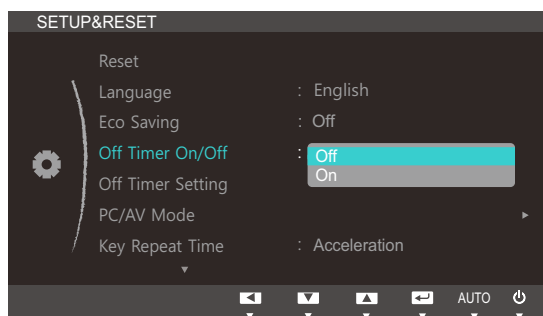 SETUP&RESET
Reset
Language : English
Eco Saving : Off
Off Timer On/Off : Off
On
Off Timer Setting
PC/AV Mode
Key Repeat Time : Acceleration
AUTO